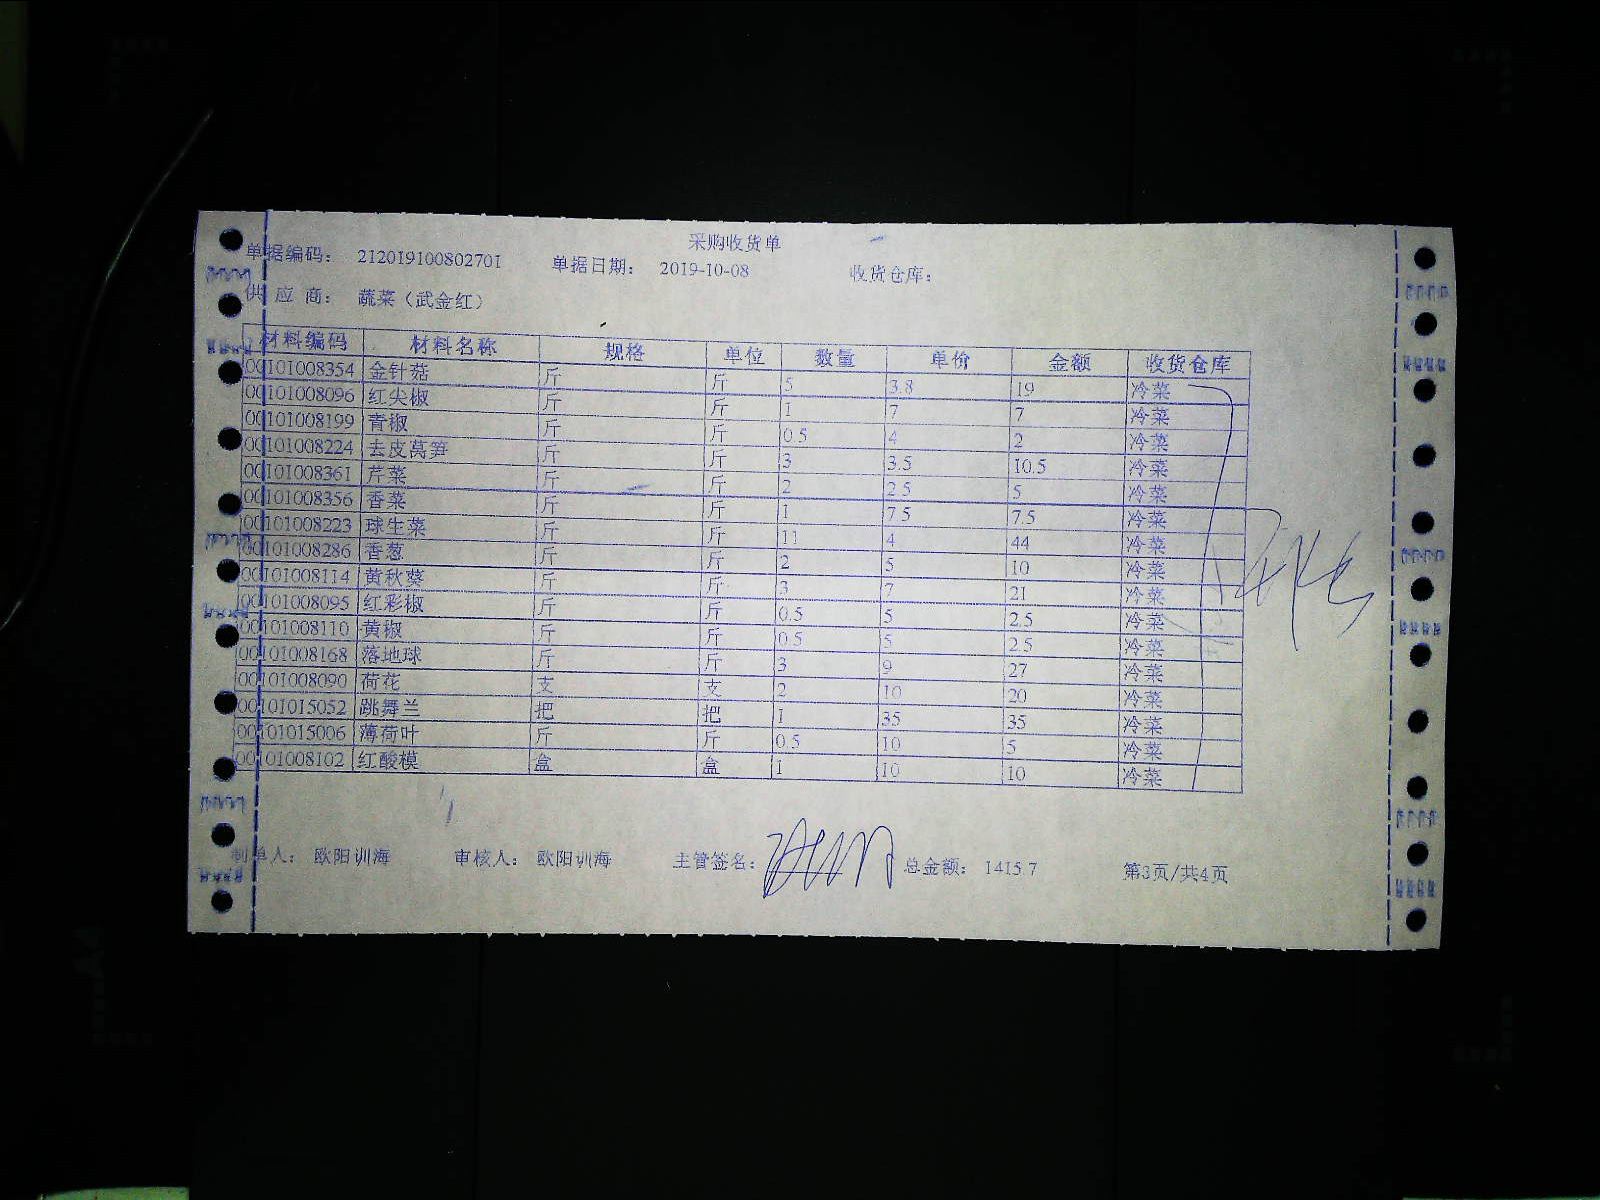 采购收货单
单据编码： 212019100802701 单据日期： 2019-10-08 收货仓库：
供 应 商： 蔬菜（武金红）
材料编码 材料名称 规格 单位 数量 单价 金额 收货仓库
00101008354 金针菇 斤 斤 5 3.8 19 冷菜
00101008096 红尖椒 斤 斤 1 7 7 冷菜
00101008199 青椒 斤 斤 0.5 4 2 冷菜
00101008224 去皮莴笋 斤 斤 3 3.5 10.5 冷菜
00101008361 芹菜 斤 斤 2 2.5 5 冷菜
00101008356 香菜 斤 斤 1 7.5 7.5 冷菜
00101008223 球生菜 斤 斤 11 4 44 冷菜
00101008286 香葱 斤 斤 2 5 10 冷菜
00101008114 黄秋葵 斤 斤 3 7 21 冷菜
00101008095 红彩椒 斤 斤 0.5 5 2.5 冷菜
00101008110 黄椒 斤 斤 0.5 5 2.5 冷菜
00101008168 落地球 斤 斤 3 9 27 冷菜
00101008090 荷花 支 支 2 10 20 冷菜
00101015052 跳舞兰 把 把 1 35 35 冷菜
00101015006 薄荷叶 斤 斤 0.5 10 5 冷菜
00101008102 红酸模 盒 盒 1 10 10 冷菜
制单人： 欧阳训海 审核人： 欧阳训海 主管签名： 总金额： 1415.7 第3页/共4页